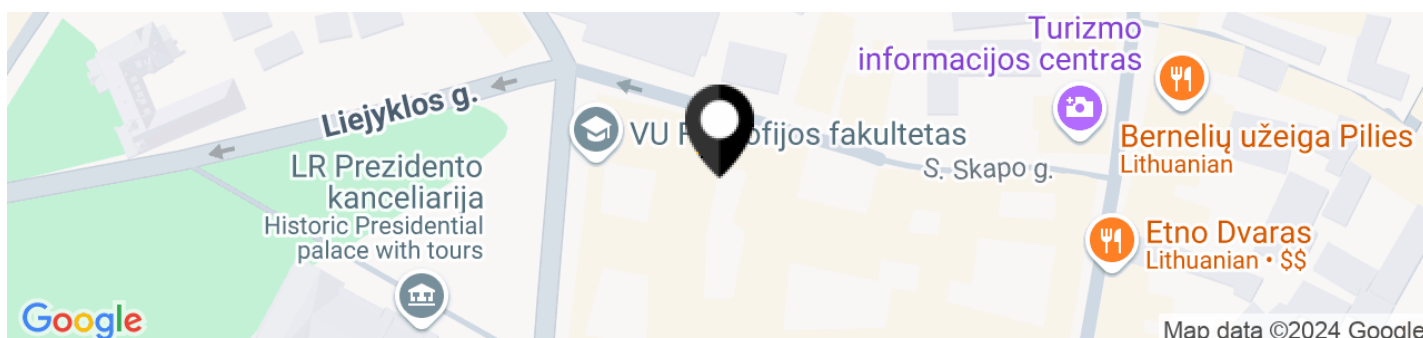 Turizmo
informacijos centras
Liejyklos g.
VU F ofijos fakultetas
Bernelių užeiga Pilies
Lithuanian
LR Prezidento
kanceliarija
Historic Presidential
palace with tours
S. Skapo g.
Etno Dvaras
Lithuanian • $$
Google
Map data ©2024 Google